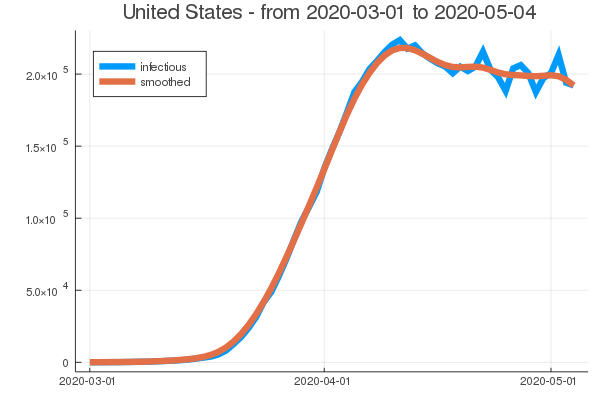 United States - from 2020-03-01 to 2020-05-04
infectious
smoothed
2.0×10 5
1.5×10 5
1.0×10 5
5.0×10 4
0
2020-03-01 2020-04-01 2020-05-01